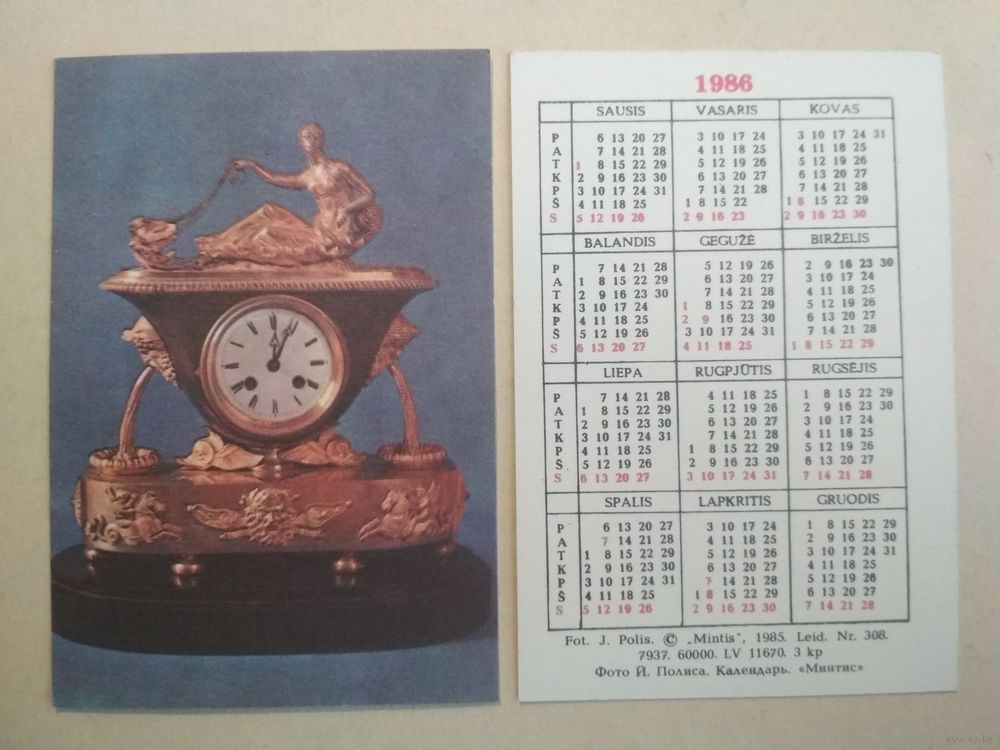 1986
SAUSIS VASARIS KOVAS
P 6 13 20 27 3 10 17 24 3 10 17 24 31
A 7 14 21 28 4 11 18 25 4 11 18 25
T 1 8 15 22 29 5 12 19 26 5 12 19 26
K 2 9 16 23 30 6 13 20 27 6 13 20 27
P 3 10 17 24 31 7 14 21 28 7 14 21 28
Š 4 11 18 25 1 8 15 22 1 8 15 22 29
S 5 12 19 26 2 9 16 23 2 9 16 23 30
BALANDIS GEGUŽĖ BIRŽELIS
P 7 14 21 28 5 12 19 26 2 9 16 23 30
A 1 8 15 22 29 6 13 20 27 3 10 17 24
T 2 9 16 23 30 7 14 21 28 4 11 18 25
K 3 10 17 24 1 8 15 22 29 5 12 19 26
P 4 11 18 25 2 9 16 23 30 6 13 20 27
Š 5 12 19 26 3 10 17 24 31 7 14 21 28
S 6 13 20 27 4 11 18 25 1 8 15 22 29
LIEPA RUGPJŪTIS RUGSĖJIS
P 7 14 21 28 4 11 18 25 1 8 15 22 29
A 1 8 15 22 29 5 12 19 26 2 9 16 23 30
T 2 9 16 23 30 6 13 20 27 3 10 17 24
K 3 10 17 24 31 7 14 21 28 4 11 18 25
P 4 11 18 25 1 8 15 22 29 5 12 19 26
Š 5 12 19 26 2 9 16 23 30 6 13 20 27
S 6 13 20 27 3 10 17 24 31 7 14 21 28
SPALIS LAPKRITIS GRUODIS
P 6 13 20 27 3 10 17 24 1 8 15 22 29
A 7 14 21 28 4 11 18 25 2 9 16 23 30
T 1 8 15 22 29 5 12 19 26 3 10 17 24 31
K 2 9 16 23 30 6 13 20 27 4 11 18 25
P 3 10 17 24 31 7 14 21 28 5 12 19 26
Š 4 11 18 25 1 8 15 22 29 6 13 20 27
S 5 12 19 26 2 9 16 23 30 7 14 21 28
Fot. J. Polis. © „Mintis", 1985. Leid. Nr. 308.
7937. 60000. LV 11670. 3 kp
Фото Й. Полиса. Календарь. «Минтис»
www.ay.by